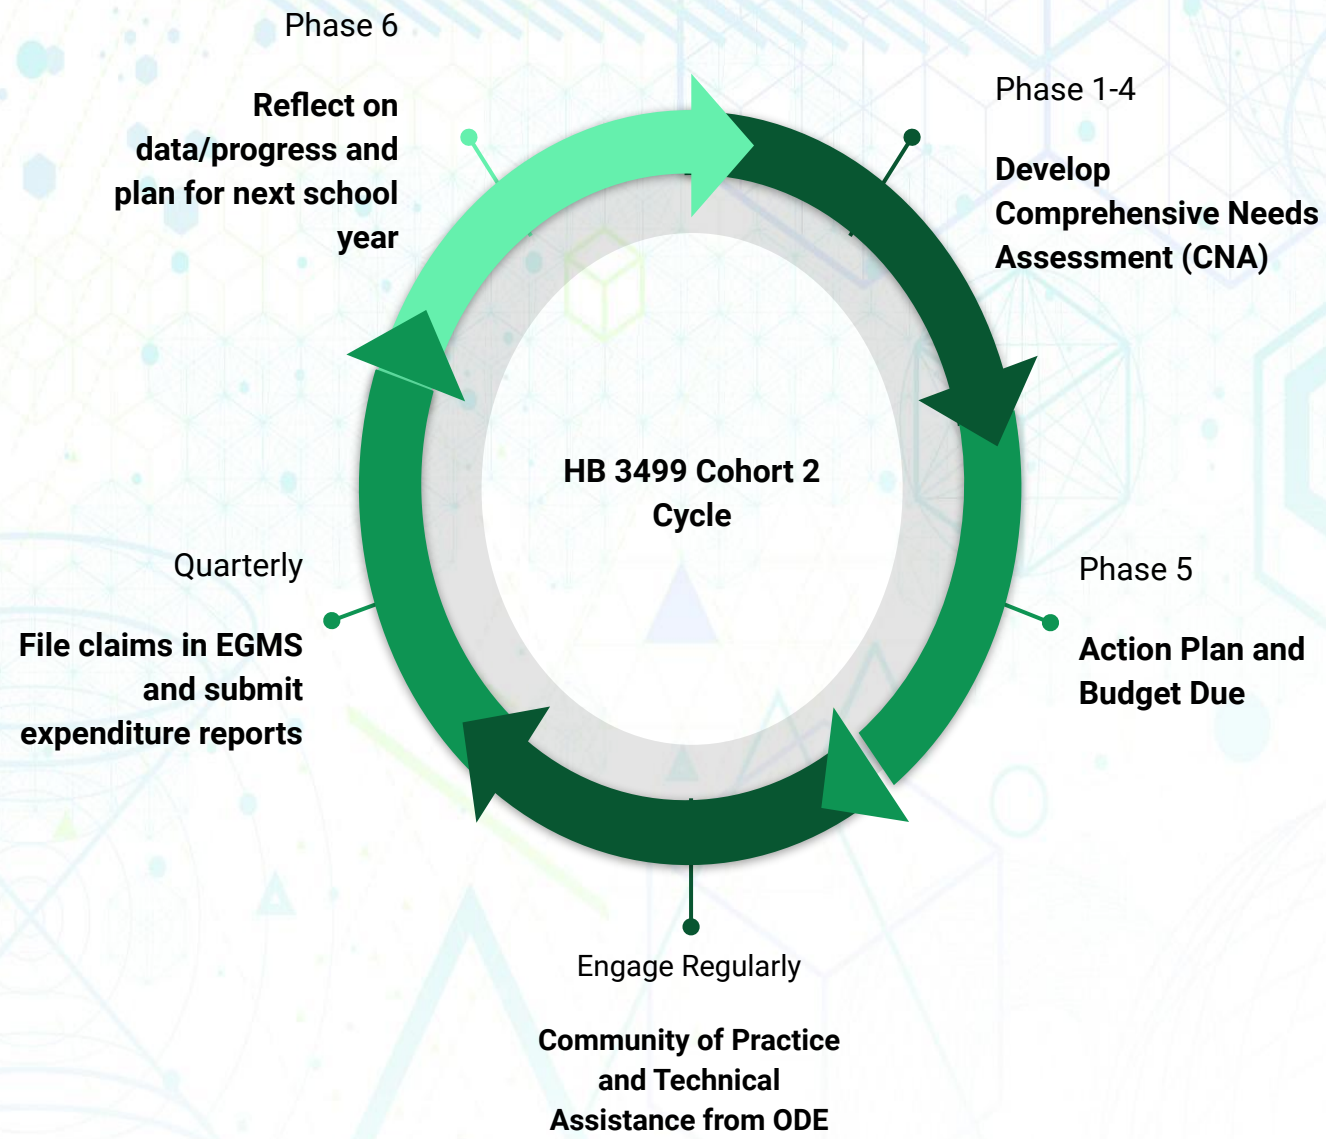 Phase 6
Reflect on
data/progress and
plan for next school
year
Phase 1-4
Develop
Comprehensive Needs
Assessment (CNA)
HB 3499 Cohort 2
Cycle
Quarterly
File claims in EGMS
and submit
expenditure reports
Phase 5
Action Plan and
Budget Due
Engage Regularly
Community of Practice
and Technical
Assistance from ODE